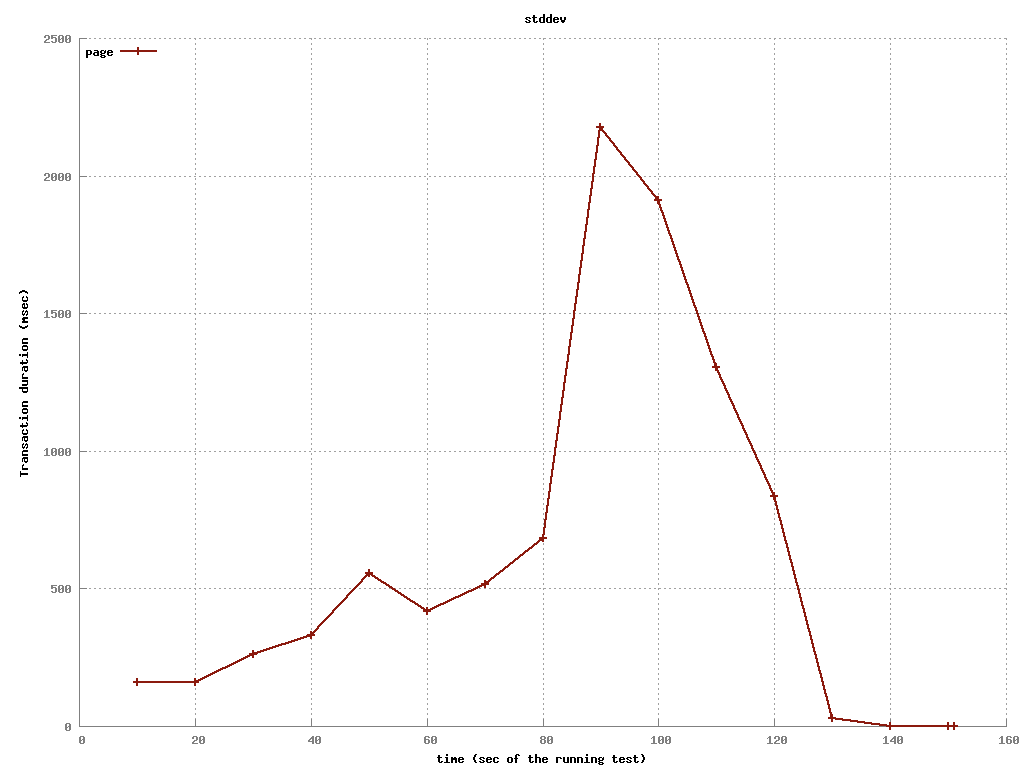 stddev
page
2500
2000
1500
1000
500
0
Transaction duration (msec)
0 20 40 60 80 100 120 140 160
time (sec of the running test)